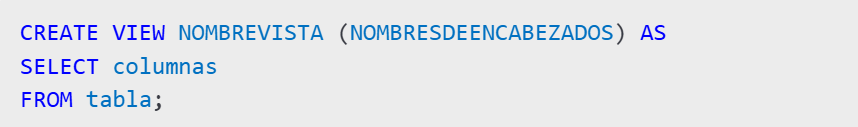 CREATE VIEW NOMBREVISTA (NOMBRESDEENCABEZADOS) AS
SELECT columnas
FROM tabla;